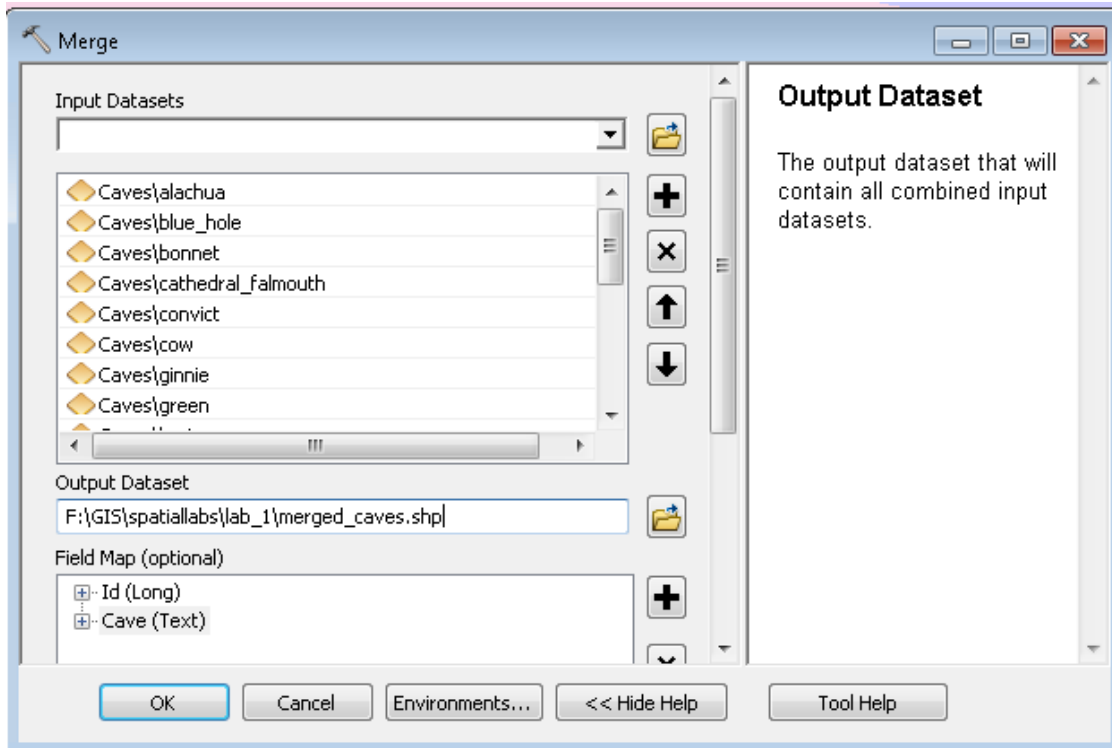 Merge
Input Datasets
Caves\alachua
Caves\blue_hole
Caves\bonnet
Caves\cathedral_falmouth
Caves\convict
Caves\cow
Caves\ginnie
Caves\green
Output Dataset
F:\GIS\spatiallabs\lab_1\merged_caves.shp
Field Map (optional)
Id (Long)
Cave (Text)
OK
Cancel
Environments...
<< Hide Help
Output Dataset
The output dataset that will
contain all combined input
datasets.
Tool Help